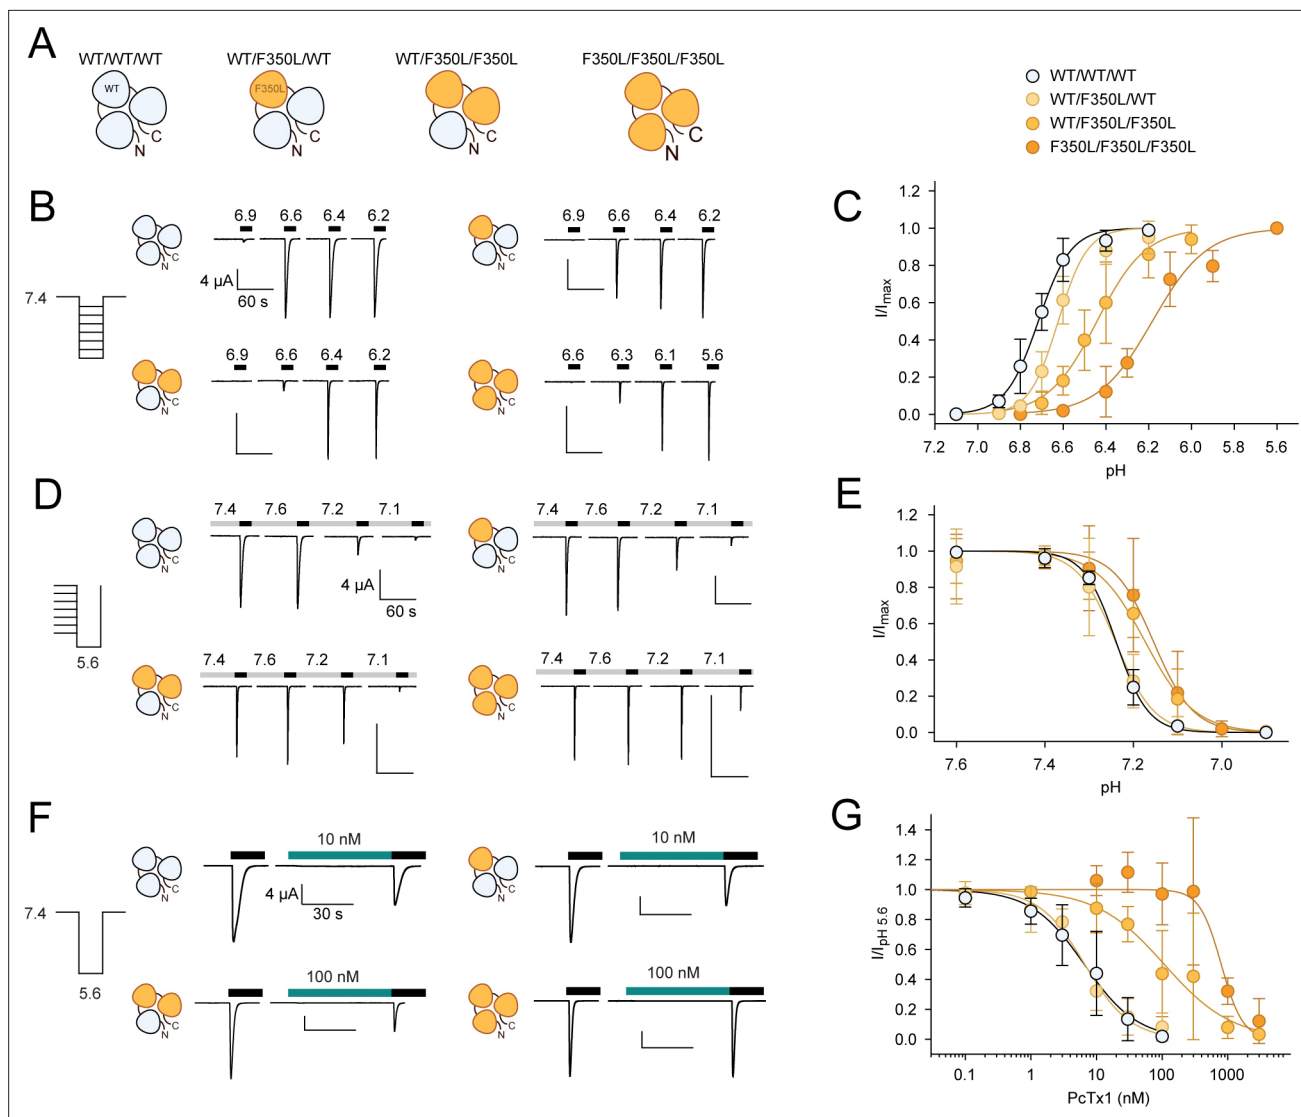 A
WT/WT/WT
WT/F350L/WT
WT/F350L/F350L
F350L/F350L/F350L
WT
F350L
C
N
C
N
C
N
C
N
WT/WT/WT
WT/F350L/WT
WT/F350L/F350L
F350L/F350L/F350L
B
7.4
N
C
6.9 6.6 6.4 6.2
4 µA
60 s
N
C
6.9 6.6 6.4 6.2
N
C
6.9 6.6 6.4 6.2
N
C
6.6 6.3 6.1 5.6
C
I/Imax
1.2
1.0
0.8
0.6
0.4
0.2
0.0
7.2 7.0 6.8 6.6 6.4 6.2 6.0 5.8 5.6
pH
D
5.6
N
C
7.4 7.6 7.2 7.1
4 µA
60 s
N
C
7.4 7.6 7.2 7.1
N
C
7.4 7.6 7.2 7.1
N
C
7.4 7.6 7.2 7.1
E
I/Imax
1.2
1.0
0.8
0.6
0.4
0.2
0.0
7.6 7.4 7.2 7.0
pH
F
7.4
5.6
N
C
10 nM
4 µA
30 s
N
C
10 nM
N
C
100 nM
N
C
100 nM
G
I/IpH 5.6
1.4
1.2
1.0
0.8
0.6
0.4
0.2
0.0
0.1 1 10 100 1000
PcTx1 (nM)